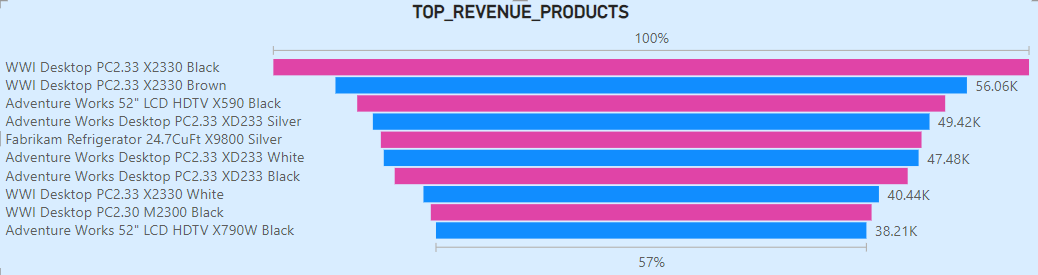 TOP_REVENUE_PRODUCTS
100%
WWI Desktop PC2.33 X2330 Black
WWI Desktop PC2.33 X2330 Brown 56.06K
Adventure Works 52" LCD HDTV X590 Black
Adventure Works Desktop PC2.33 XD233 Silver 49.42K
Fabrikam Refrigerator 24.7CuFt X9800 Silver
Adventure Works Desktop PC2.33 XD233 White 47.48K
Adventure Works Desktop PC2.33 XD233 Black
WWI Desktop PC2.33 X2330 White 40.44K
WWI Desktop PC2.30 M2300 Black
Adventure Works 52" LCD HDTV X790W Black 38.21K
57%